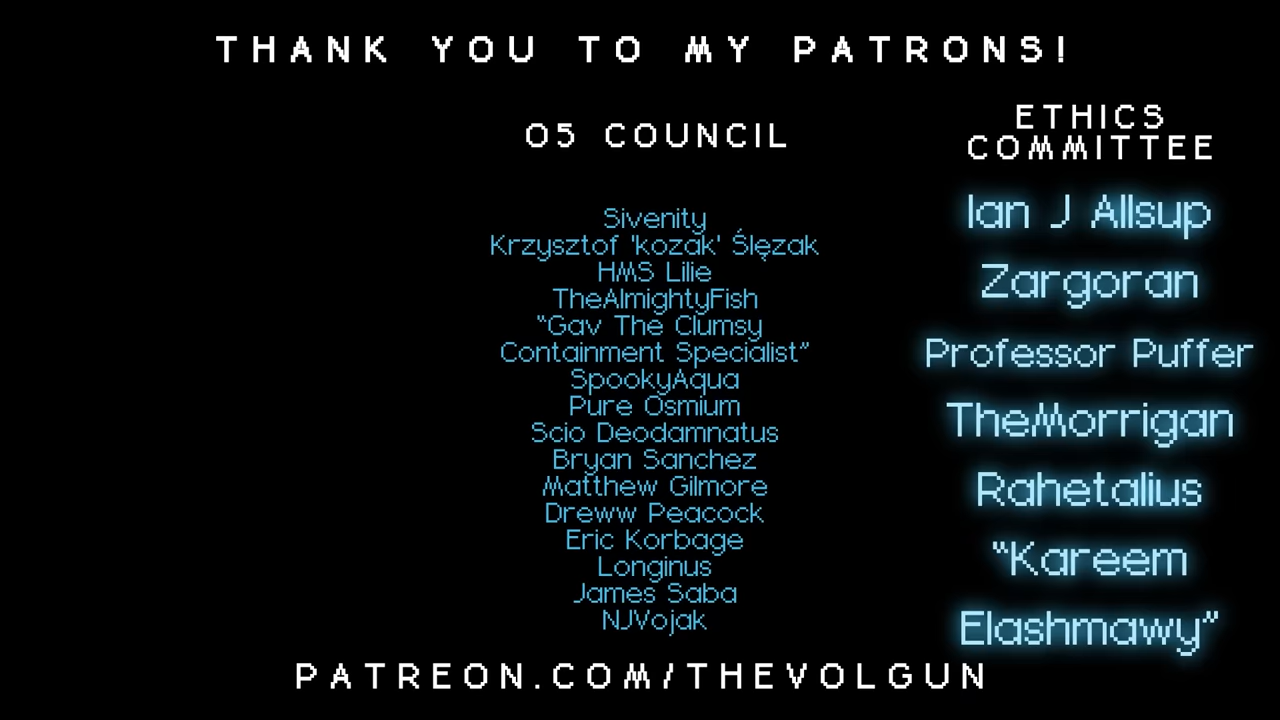 THANK YOU TO MY PATRONS!
05 COUNCIL
Sivenity
Krzysztof 'kozak' Ślęzak
HMS Lilie
TheAlmightyFish
"Gav The Clumsy
Containment Specialist"
SpookyAqua
Pure Osmium
Scio Deodamnatus
Bryan Sanchez
Matthew Gilmore
Dreww Peacock
Eric Korbage
Longinus
James Saba
NJVojak
ETHICS
COMMITTEE
Ian J Allsup
Zargoran
Professor Puffer
TheMorrigan
Rahetalius
"Kareem
Elashmawy"
PATREON.COM/THEVOLGUN